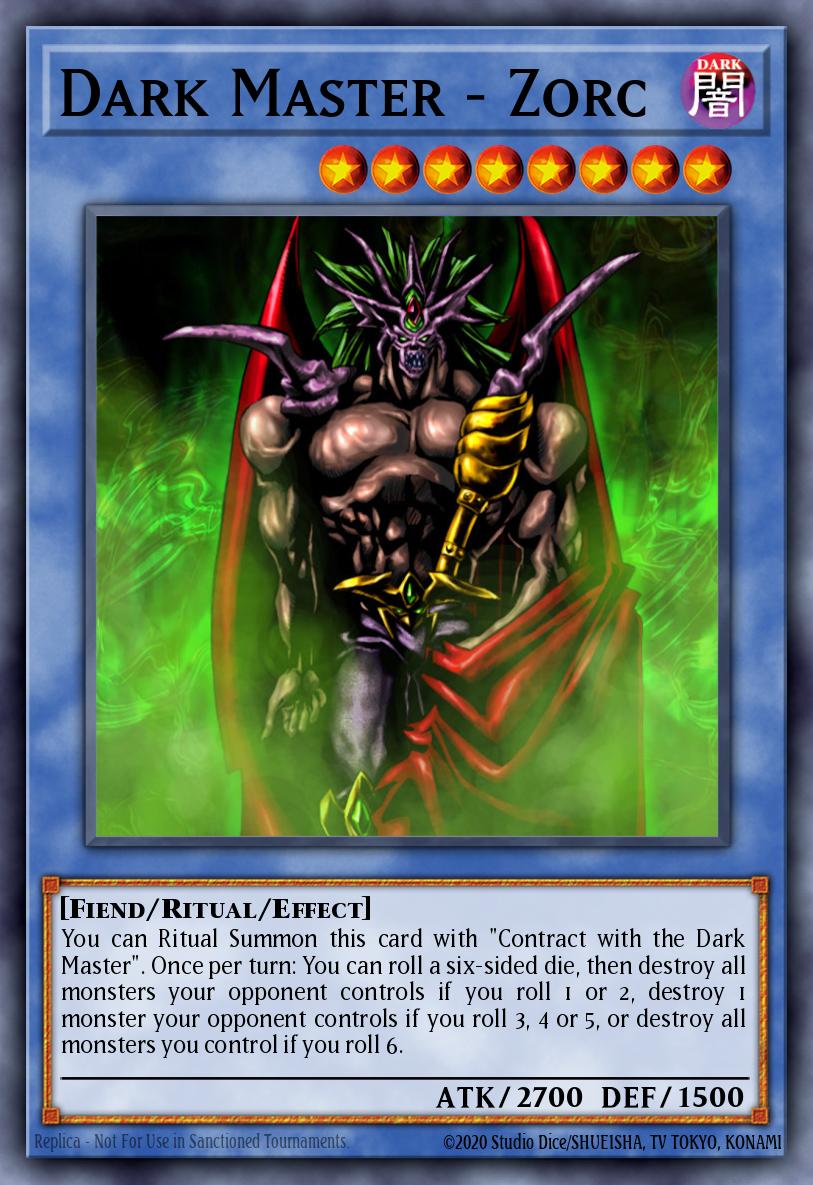 Dark Master - Zorc
DARK
闇
[Fiend/Ritual/Effect]
You can Ritual Summon this card with "Contract with the Dark
Master". Once per turn: You can roll a six-sided die, then destroy all
monsters your opponent controls if you roll 1 or 2, destroy 1
monster your opponent controls if you roll 3, 4 or 5, or destroy all
monsters you control if you roll 6.
ATK/2700 DEF/1500
Replica - Not For Use in Sanctioned Tournaments.
©2020 Studio Dice/SHUEISHA, TV TOKYO, KONAMI